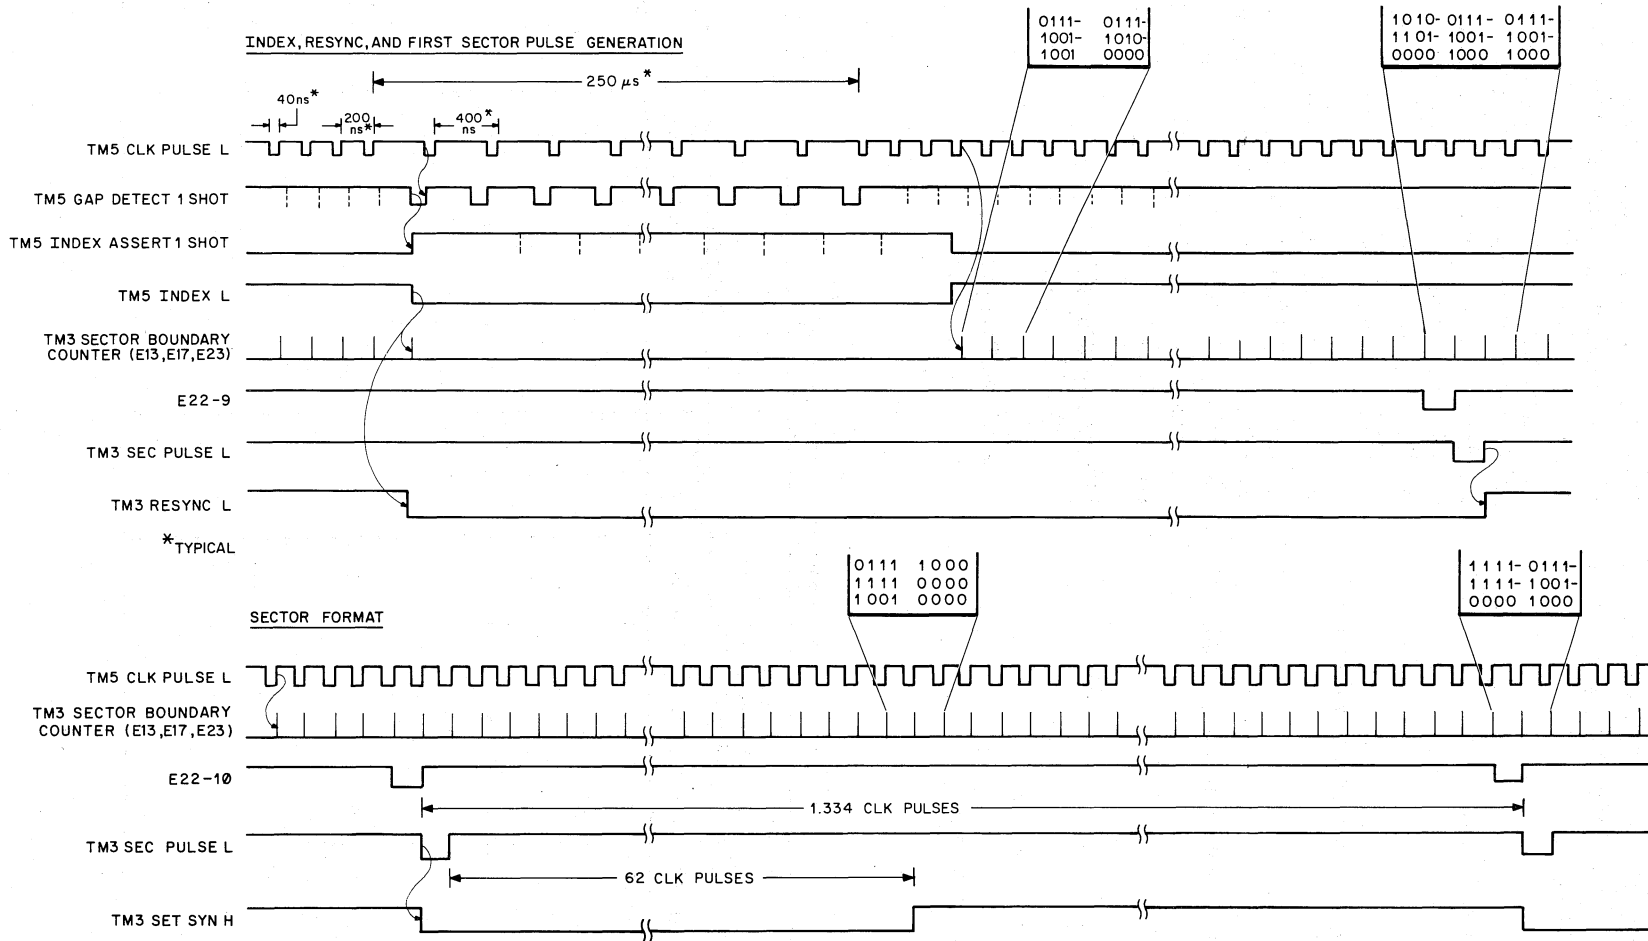 INDEX, RESYNC, AND FIRST SECTOR PULSE GENERATION
0111- 0111-
1001- 1010-
1001 0000
1010- 0111- 0111-
1101- 1001- 1001-
0000 1000 1000
250 µs*
40ns*
200 ns*
400* ns
TM5 CLK PULSE L
TM5 GAP DETECT 1 SHOT
TM5 INDEX ASSERT 1 SHOT
TM5 INDEX L
TM3 SECTOR BOUNDARY
COUNTER (E13,E17,E23)
E22-9
TM3 SEC PULSE L
TM3 RESYNC L
*TYPICAL
0111 1000
1111 0000
1001 0000
1111- 0111-
1111- 1001-
0000 1000
SECTOR FORMAT
TM5 CLK PULSE L
TM3 SECTOR BOUNDARY
COUNTER (E13,E17,E23)
E22-10
1.334 CLK PULSES
TM3 SEC PULSE L
62 CLK PULSES
TM3 SET SYN H